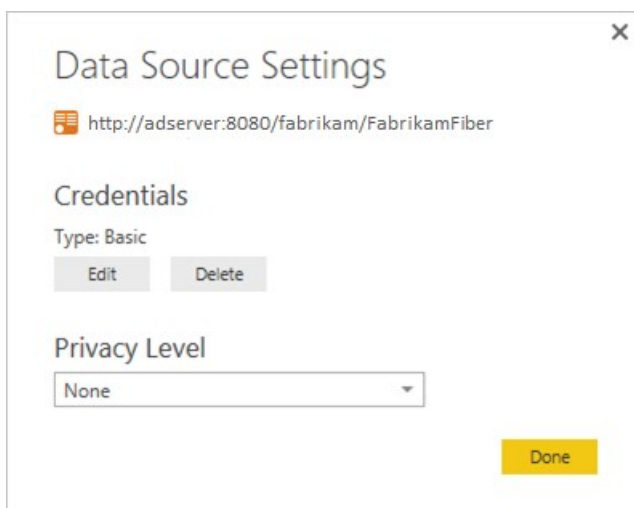 Data Source Settings
http://adserver:8080/fabrikam/FabrikamFiber
Credentials
Type: Basic
Edit Delete
Privacy Level
None
Done